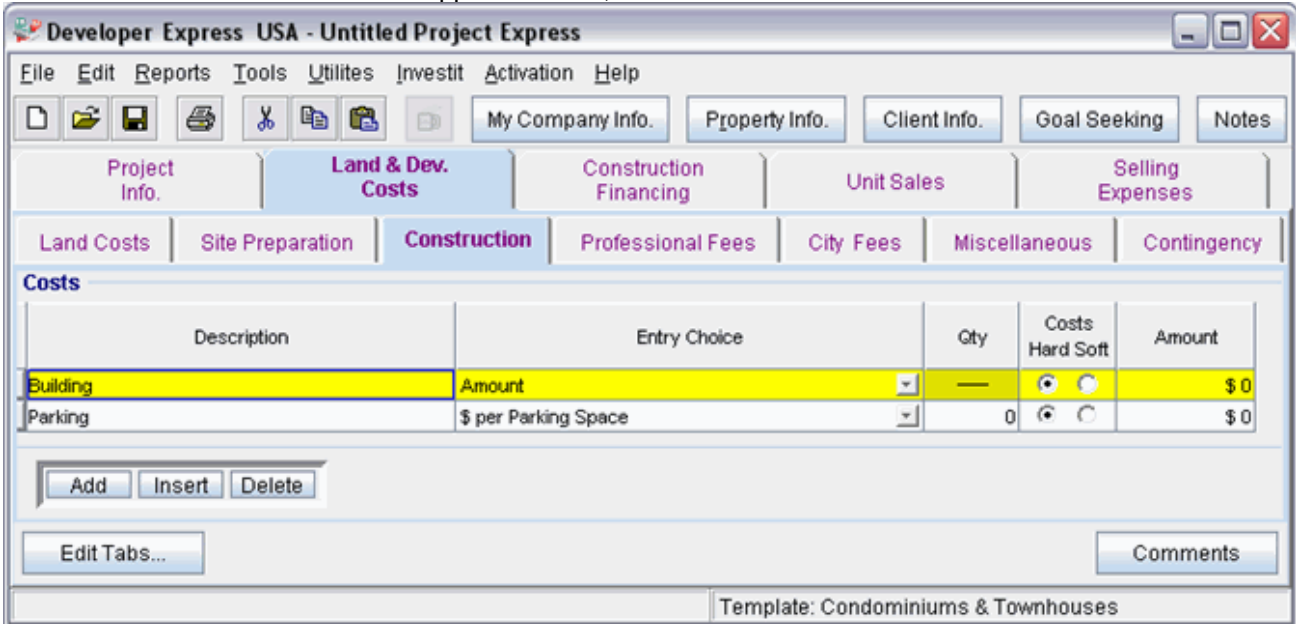 Developer Express USA - Untitled Project Express
File Edit Reports Tools Utilites Investit Activation Help
My Company Info. Property Info. Client Info. Goal Seeking Notes
Project Info. Land & Dev. Costs Construction Financing Unit Sales Selling Expenses
Land Costs Site Preparation Construction Professional Fees City Fees Miscellaneous Contingency
Costs
Description Entry Choice Qty Costs Hard Soft Amount
Building Amount — $ 0
Parking $ per Parking Space 0 $ 0
Add Insert Delete
Edit Tabs... Comments
Template: Condominiums & Townhouses